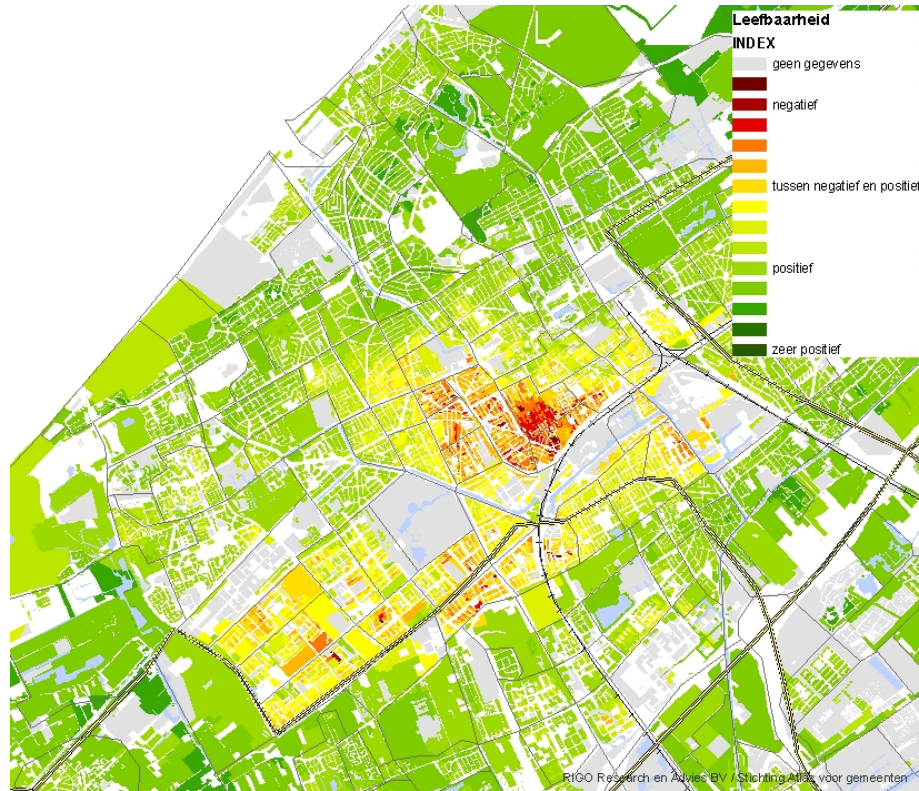 Leefbaarheid
INDEX
geen gegevens
negatief
tussen negatief en positief
positief
zeer positief
RIGO Research en Advies BV / Stichting Atlas voor gemeenten